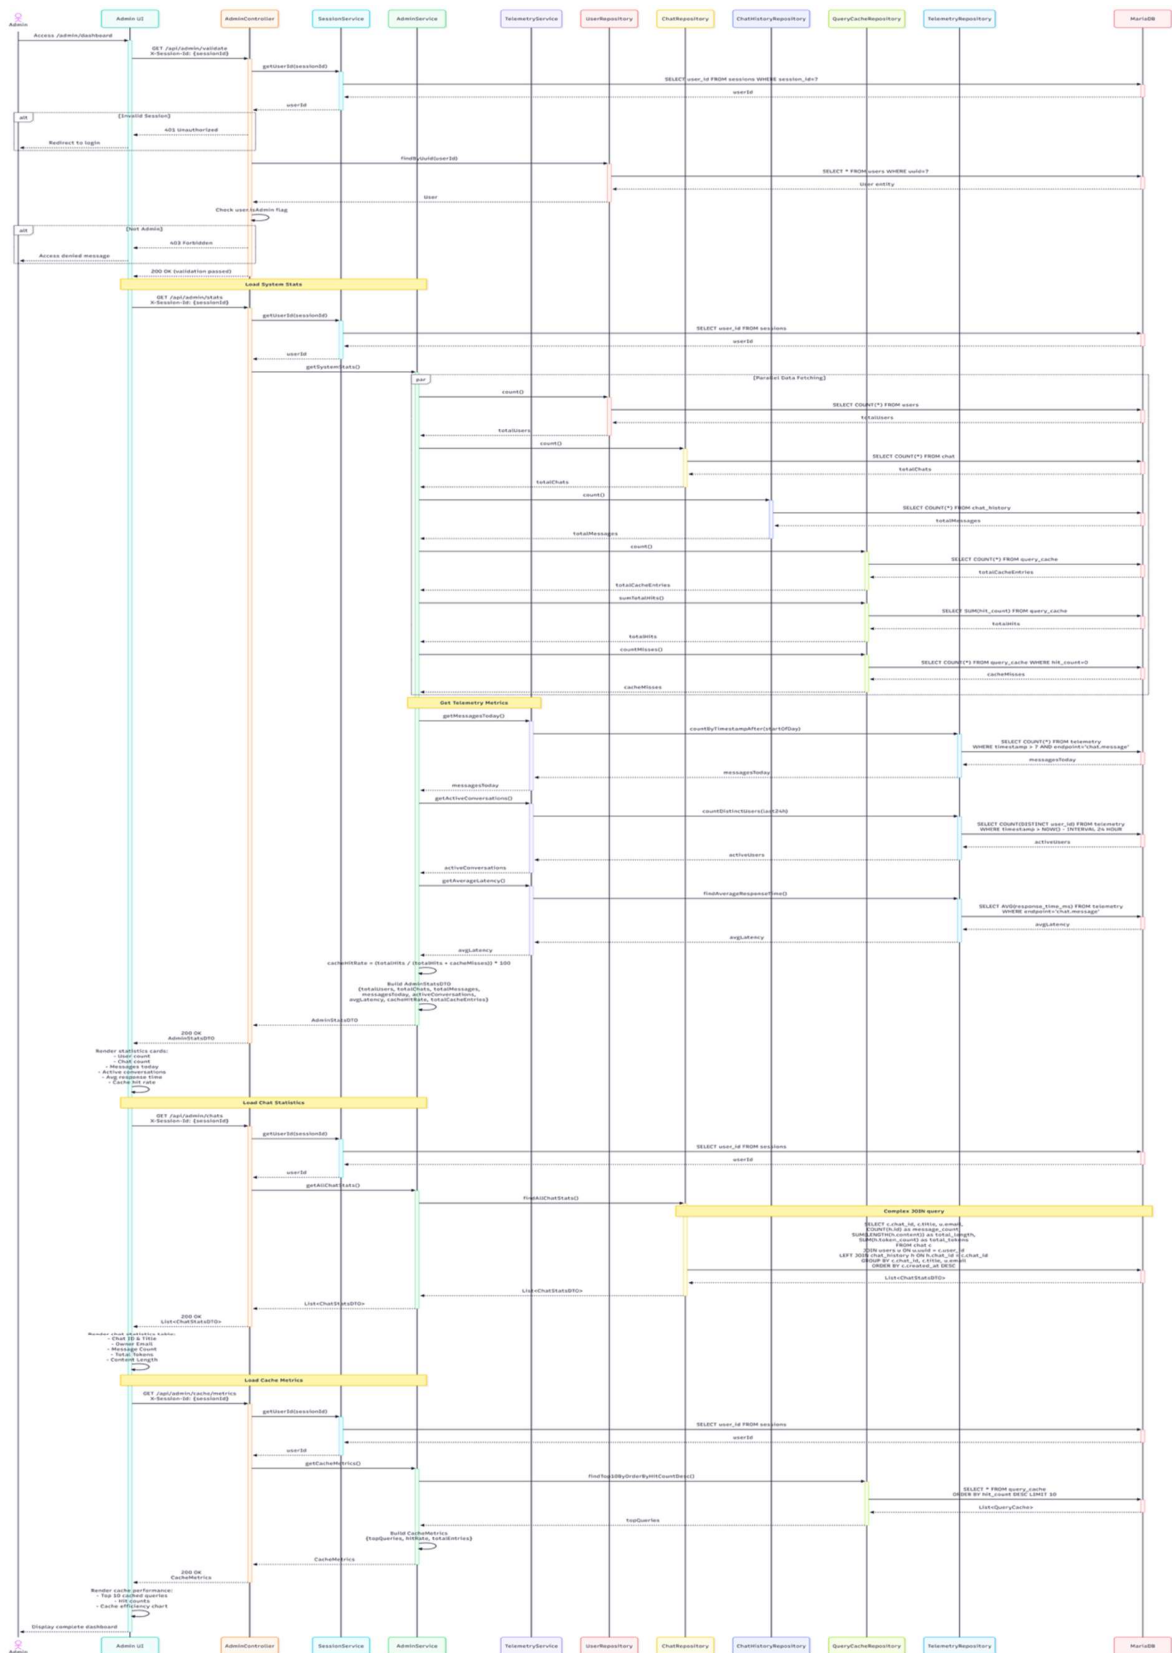 Admin
Admin UI
AdminController
SessionService
AdminService
TelemetryService
UserRepository
ChatRepository
ChatHistoryRepository
QueryCacheRepository
TelemetryRepository
MariaDB
Access /admin/dashboard
GET /api/admin/validate
X-Session-Id: {sessionId}
getUserId(sessionId)
SELECT user_id FROM sessions WHERE session_id=?
userId
userId
alt
[Invalid Session]
401 Unauthorized
Redirect to login
findByUuid(userId)
SELECT * FROM users WHERE uuid=?
User entity
User
Check user.isAdmin flag
alt
[Not Admin]
403 Forbidden
Access denied message
200 OK (validation passed)
Load System Stats
GET /api/admin/stats
X-Session-Id: {sessionId}
getUserId(sessionId)
SELECT user_id FROM sessions
userId
userId
getSystemStats()
par
[Parallel Data Fetching]
count()
SELECT COUNT(*) FROM users
totalUsers
totalUsers
count()
SELECT COUNT(*) FROM chat
totalChats
totalChats
count()
SELECT COUNT(*) FROM chat_history
totalMessages
totalMessages
count()
SELECT COUNT(*) FROM query_cache
totalCacheEntries
totalCacheEntries
sumTotalHits()
SELECT SUM(hit_count) FROM query_cache
totalHits
totalHits
countMisses()
SELECT COUNT(*) FROM query_cache WHERE hit_count=0
cacheMisses
cacheMisses
Get Telemetry Metrics
getMessagesToday()
countByTimestampAfter(startOfDay)
SELECT COUNT(*) FROM telemetry
WHERE timestamp > ? AND endpoint='chat.message'
messagesToday
messagesToday
messagesToday
getActiveConversations()
countDistinctUsers(last24h)
SELECT COUNT(DISTINCT user_id) FROM telemetry
WHERE timestamp > NOW() - INTERVAL 24 HOUR
activeUsers
activeUsers
activeConversations
getAverageLatency()
findAverageResponseTime()
SELECT AVG(response_time_ms) FROM telemetry
WHERE endpoint='chat.message'
avgLatency
avgLatency
avgLatency
cacheHitRate = (totalHits / (totalHits + cacheMisses)) * 100
Build AdminStatsDTO
{totalUsers, totalChats, totalMessages,
messagesToday, activeConversations,
avgLatency, cacheHitRate, totalCacheEntries}
AdminStatsDTO
200 OK
AdminStatsDTO
Render statistics cards:
- User count
- Chat count
- Messages today
- Active conversations
- Avg response time
- Cache hit rate
Load Chat Statistics
GET /api/admin/chats
X-Session-Id: {sessionId}
getUserId(sessionId)
SELECT user_id FROM sessions
userId
userId
getAllChatStats()
findAllChatStats()
Complex JOIN query
SELECT c.chat_id, c.title, u.email,
COUNT(h.id) as message_count,
SUM(LENGTH(h.content)) as total_length,
SUM(h.token_count) as total_tokens
FROM chat c
JOIN users u ON u.uuid = c.user_id
LEFT JOIN chat_history h ON h.chat_id = c.chat_id
GROUP BY c.chat_id, c.title, u.email
ORDER BY c.created_at DESC
List<ChatStatsDTO>
List<ChatStatsDTO>
List<ChatStatsDTO>
200 OK
List<ChatStatsDTO>
Render chat statistics table:
- Chat ID & Title
- Owner Email
- Message Count
- Total Tokens
- Content Length
Load Cache Metrics
GET /api/admin/cache/metrics
X-Session-Id: {sessionId}
getUserId(sessionId)
SELECT user_id FROM sessions
userId
userId
getCacheMetrics()
findTop10ByOrderByHitCountDesc()
SELECT * FROM query_cache
ORDER BY hit_count DESC LIMIT 10
List<QueryCache>
topQueries
Build CacheMetrics
{topQueries, hitRate, totalEntries}
CacheMetrics
200 OK
CacheMetrics
Render cache performance:
- Top 10 cached queries
- Hit counts
- Cache efficiency chart
Display complete dashboard
Admin
Admin UI
AdminController
SessionService
AdminService
TelemetryService
UserRepository
ChatRepository
ChatHistoryRepository
QueryCacheRepository
TelemetryRepository
MariaDB